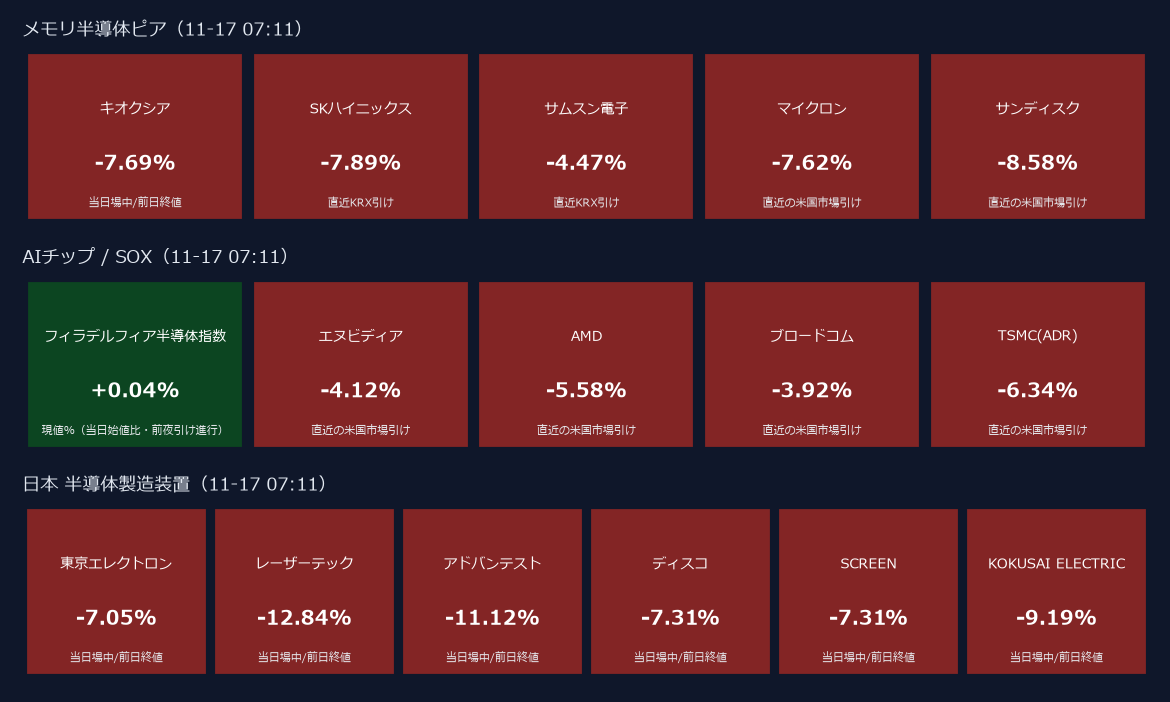 メモリ半導体ピア（11-17 07:11）
キオクシア
-7.69%
当日場中/前日終値
SKハイニックス
-7.89%
直近KRX引け
サムスン電子
-4.47%
直近KRX引け
マイクロン
-7.62%
直近の米国市場引け
サンディスク
-8.58%
直近の米国市場引け
AIチップ / SOX（11-17 07:11）
フィラデルフィア半導体指数
+0.04%
現値%（当日始値比・前夜引け進行）
エヌビディア
-4.12%
直近の米国市場引け
AMD
-5.58%
直近の米国市場引け
ブロードコム
-3.92%
直近の米国市場引け
TSMC(ADR)
-6.34%
直近の米国市場引け
日本 半導体製造装置（11-17 07:11）
東京エレクトロン
-7.05%
当日場中/前日終値
レーザーテック
-12.84%
当日場中/前日終値
アドバンテスト
-11.12%
当日場中/前日終値
ディスコ
-7.31%
当日場中/前日終値
SCREEN
-7.31%
当日場中/前日終値
KOKUSAI ELECTRIC
-9.19%
当日場中/前日終値